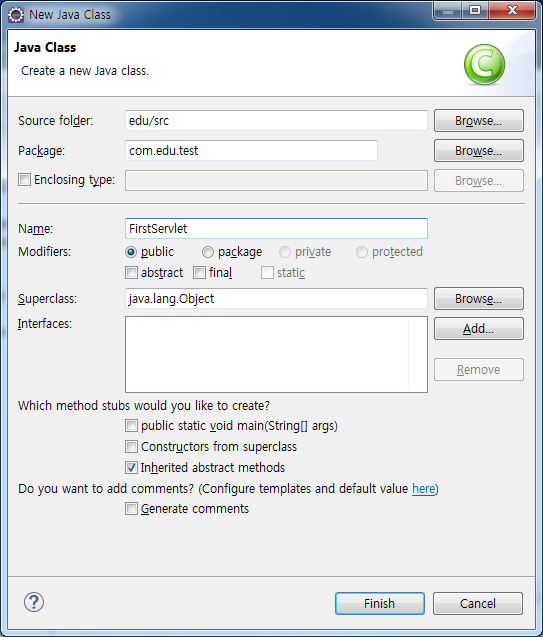 New Java Class
Java Class
Create a new Java class.
Source folder: edu/src Browse...
Package: com.edu.test Browse...
Enclosing type: Browse...
Name: FirstServlet
Modifiers: public package private protected
abstract final static
Superclass: java.lang.Object Browse...
Interfaces: Add...
Remove
Which method stubs would you like to create?
public static void main(String[] args)
Constructors from superclass
Inherited abstract methods
Do you want to add comments? (Configure templates and default value here)
Generate comments
? Finish Cancel